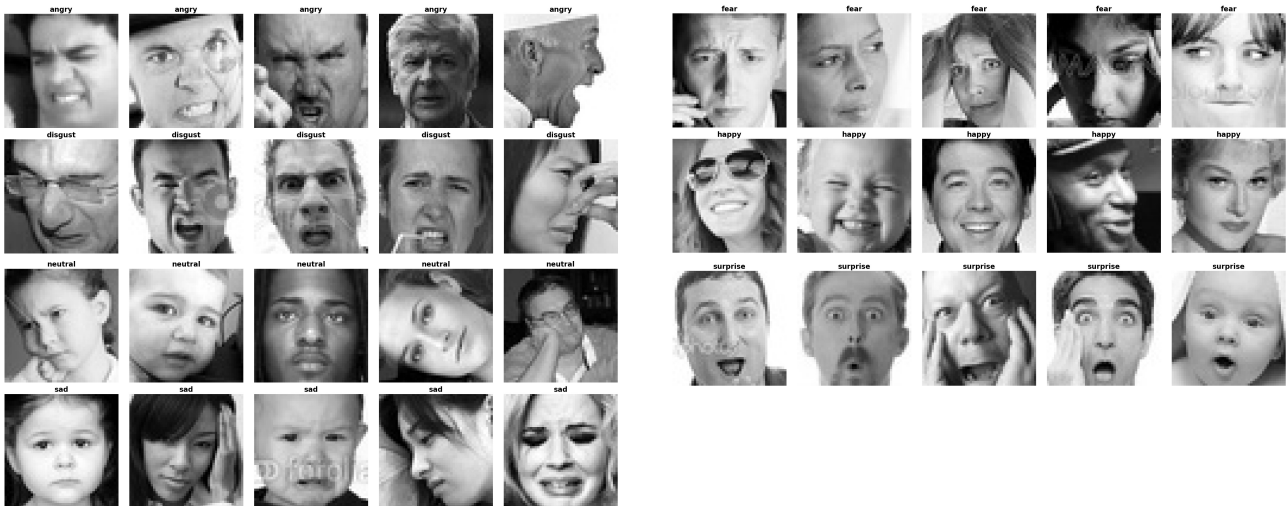 angry angry angry angry angry
disgust disgust disgust disgust disgust
neutral neutral neutral neutral neutral
sad sad sad sad sad
fear fear fear fear fear
happy happy happy happy happy
surprise surprise surprise surprise surprise
fotolia